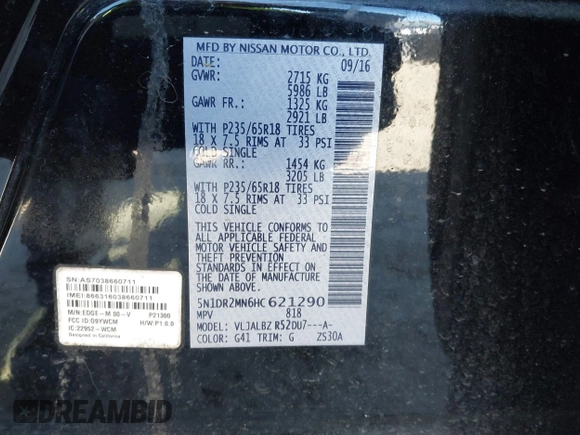 MFD BY NISSAN MOTOR CO., LTD.
DATE: 09/16
GVWR: 2715 KG
5986 LB
GAWR FR.: 1325 KG
2921 LB
WITH P235/65R18 TIRES
18 X 7.5 RIMS AT 33 PSI
COLD SINGLE
GAWR RR.: 1454 KG
3205 LB
WITH P235/65R18 TIRES
18 X 7.5 RIMS AT 33 PSI
COLD SINGLE
THIS VEHICLE CONFORMS TO
ALL APPLICABLE FEDERAL
MOTOR VEHICLE SAFETY AND
THEFT PREVENTION
STANDARDS IN EFFECT ON
THE DATE OF MANUFACTURE
SHOWN ABOVE.
5N1DR2MN6HC 621290
MPV 818
MODEL: VLJALBZ R52DU7---A-
COLOR: G41 TRIM: G ZS30A
SN:AS7038660711
IMEI:866316038660711
M/N:EDGE-M 00-V P21300
FCC ID:O9YWCM H/W:P1.0.0
IC:22952-WCM
Designed in California
DREAMBID